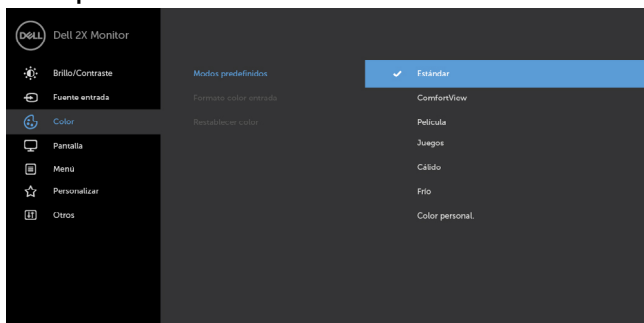 DELL Dell 2X Monitor
Brillo/Contraste
Fuente entrada
Color
Pantalla
Menú
Personalizar
Otros
Modos predefinidos
Formato color entrada
Restablecer color
Estándar
ComfortView
Película
Juegos
Cálido
Frío
Color personal.